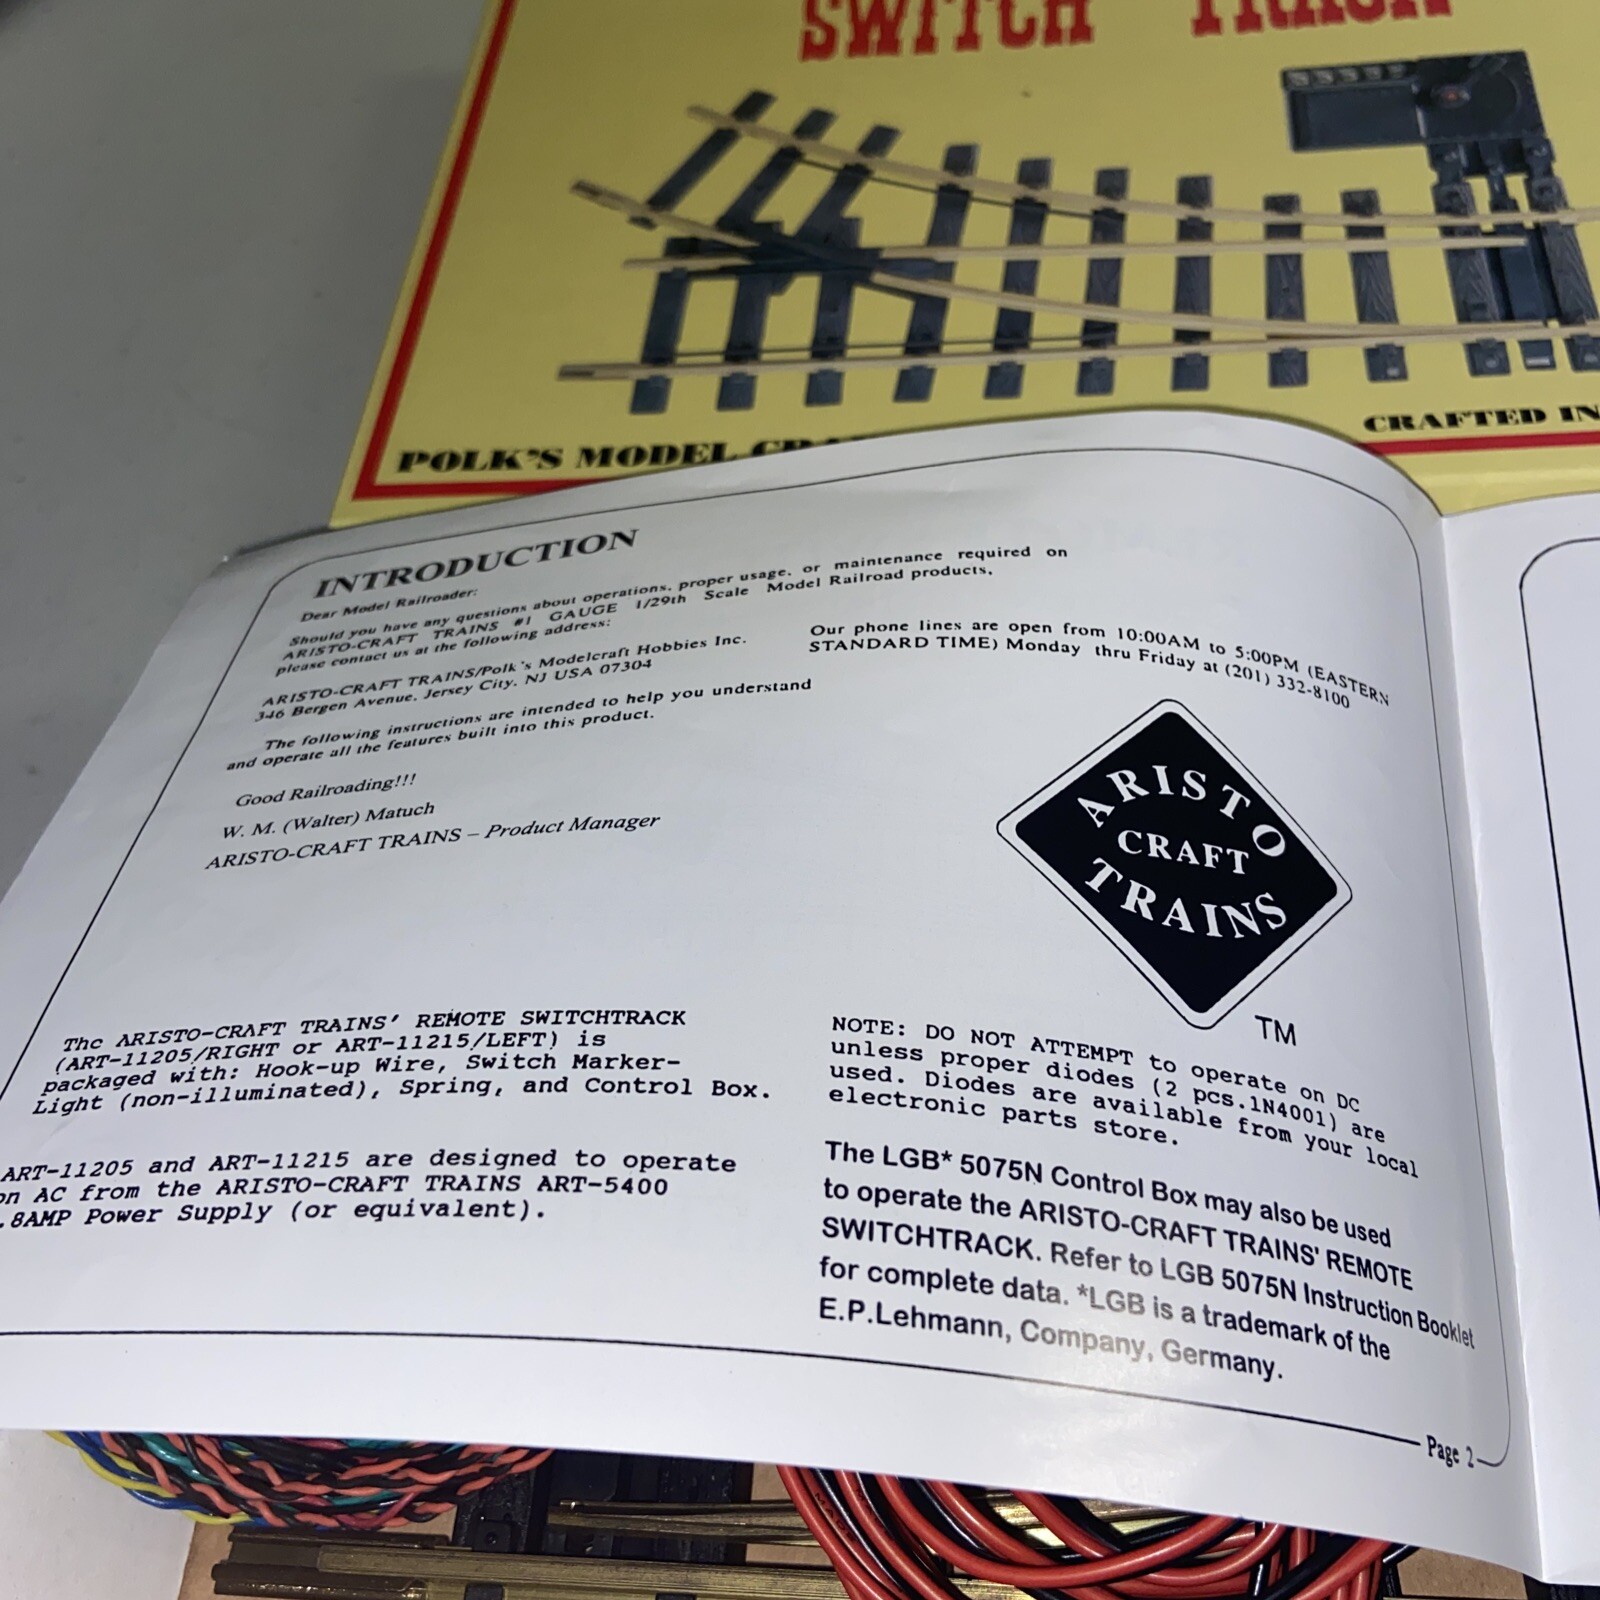 SWITCH TRACK
POLK'S MODEL
CRAFTED IN
INTRODUCTION
Dear Model Railroader:
Should you have any questions about operations, proper usage, or maintenance required on
ARISTO-CRAFT TRAINS #1 GAUGE 1/29th Scale Model Railroad products,
please contact us at the following address:
ARISTO-CRAFT TRAINS/Polk's Modelcraft Hobbies Inc.
346 Bergen Avenue, Jersey City, NJ USA 07304
The following instructions are intended to help you understand
and operate all the features built into this product.
Good Railroading!!!
W. M. (Walter) Matuch
ARISTO-CRAFT TRAINS – Product Manager
The ARISTO-CRAFT TRAINS' REMOTE SWITCHTRACK
(ART-11205/RIGHT or ART-11215/LEFT) is
packaged with: Hook-up Wire, Switch Marker-
Light (non-illuminated), Spring, and Control Box.
ART-11205 and ART-11215 are designed to operate
on AC from the ARISTO-CRAFT TRAINS ART-5400
.8AMP Power Supply (or equivalent).
Our phone lines are open from 10:00AM to 5:00PM (EASTERN
STANDARD TIME) Monday thru Friday at (201) 332-8100
ARISTO
CRAFT
TRAINS
TM
NOTE: DO NOT ATTEMPT to operate on DC
unless proper diodes (2 pcs.1N4001) are
used. Diodes are available from your local
electronic parts store.
The LGB* 5075N Control Box may also be used
to operate the ARISTO-CRAFT TRAINS' REMOTE
SWITCHTRACK. Refer to LGB 5075N Instruction Booklet
for complete data. *LGB is a trademark of the
E.P.Lehmann, Company, Germany.
Page 2